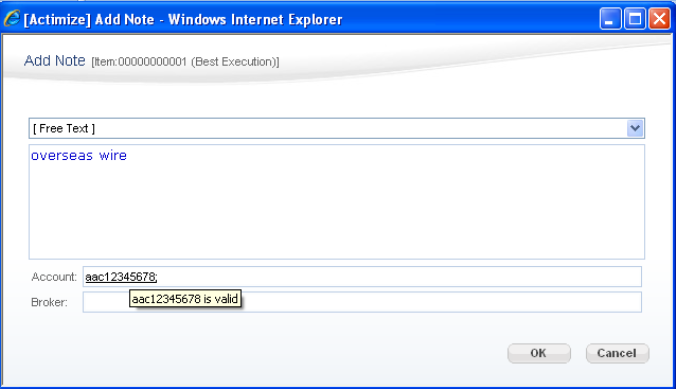 [Actimize] Add Note - Windows Internet Explorer
Add Note [Item:00000000001 (Best Execution)]
[ Free Text ]
overseas wire
Account: aac12345678;
aac12345678 is valid
Broker:
OK Cancel